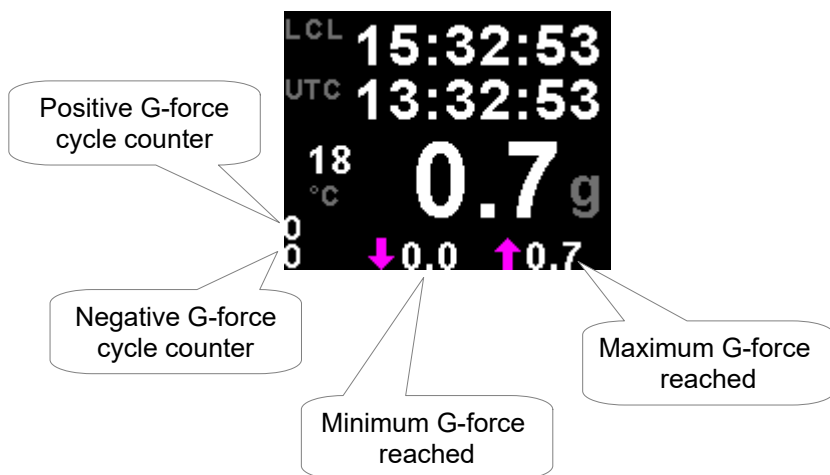 LCL 15:32:53
UTC 13:32:53
Positive G-force
cycle counter
18
°C
0.7 g
0
0
↓0.0 ↑0.7
Negative G-force
cycle counter
Maximum G-force
reached
Minimum G-force
reached